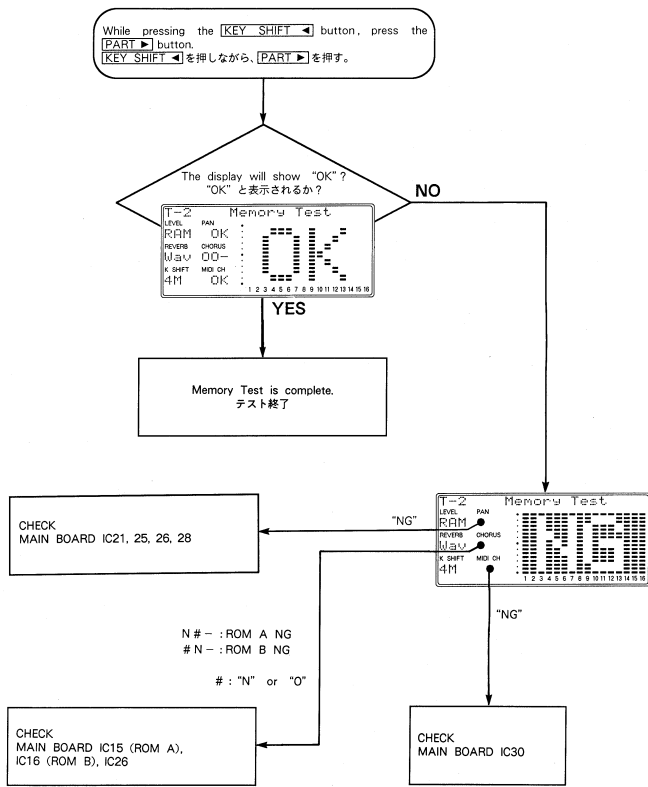 While pressing the KEY SHIFT ◄ button, press the
PART ► button.
KEY SHIFT ◄ を押しながら、PART ► を押す。
The display will show "OK"?
"OK" と表示されるか?
NO
T-2 Memory Test
LEVEL PAN
RAM OK
REVERB CHORUS
Wav OO-
K SHIFT MIDI CH
4M OK
OK
1 2 3 4 5 6 7 8 9 10 11 12 13 14 15 16
YES
Memory Test is complete.
テスト終了
T-2 Memory Test
LEVEL PAN
RAM
REVERB CHORUS
Wav
K SHIFT MIDI CH
4M
NG
1 2 3 4 5 6 7 8 9 10 11 12 13 14 15 16
"NG"
CHECK
MAIN BOARD IC21, 25, 26, 28
"NG"
N # − : ROM A NG
# N − : ROM B NG
# : "N" or "O"
CHECK
MAIN BOARD IC15 (ROM A),
IC16 (ROM B), IC26
CHECK
MAIN BOARD IC30